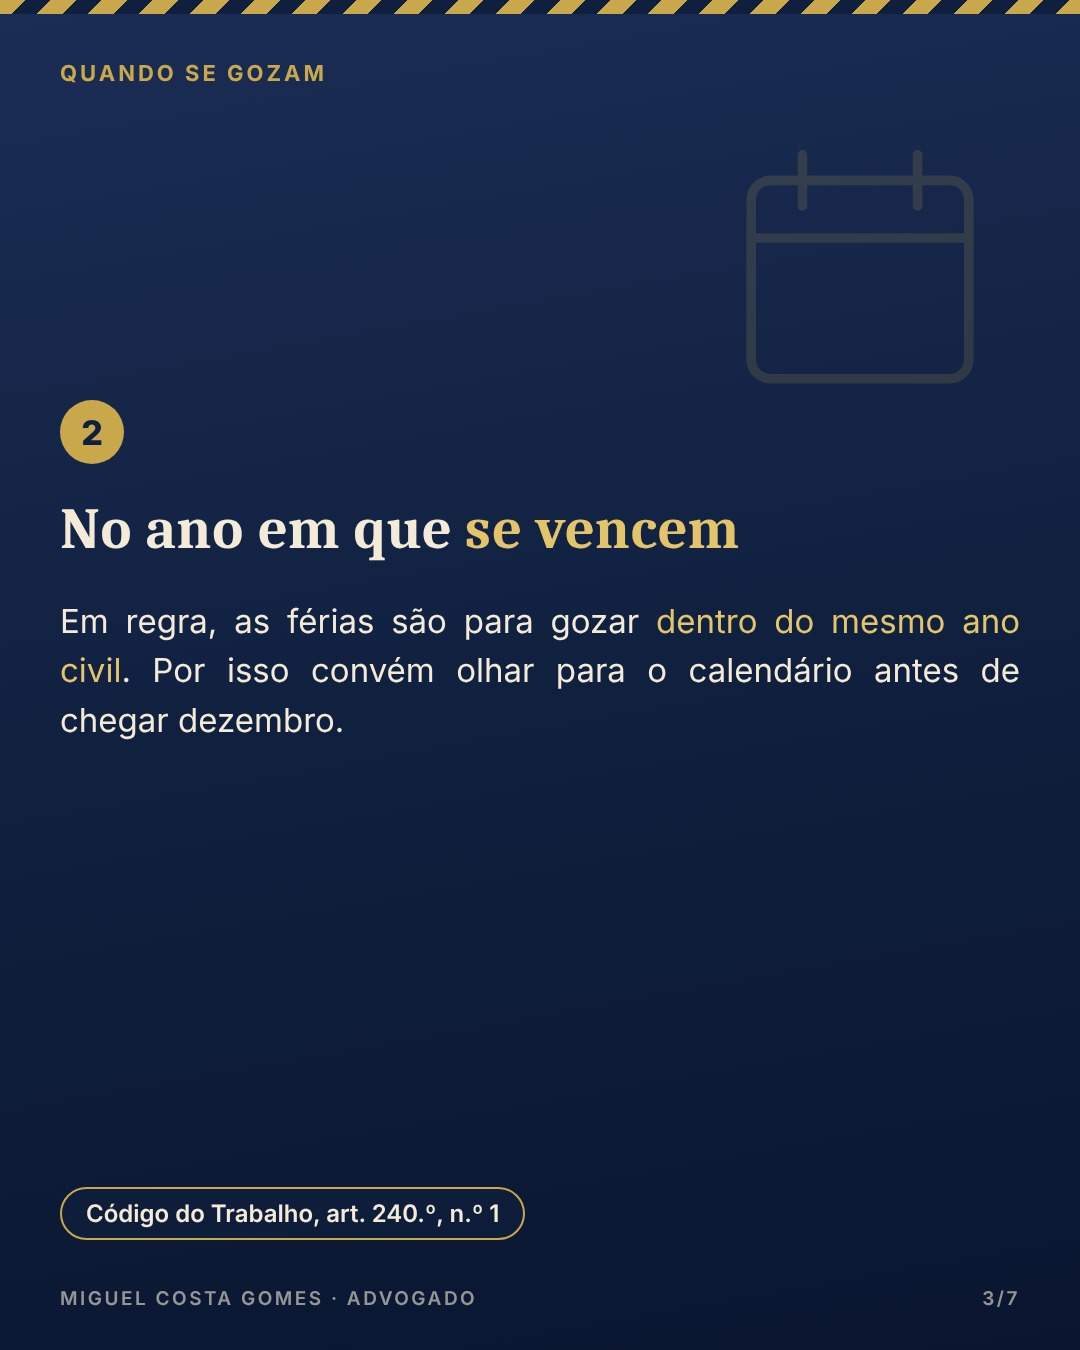 QUANDO SE GOZAM
2
No ano em que se vencem
Em regra, as férias são para gozar dentro do mesmo ano
civil. Por isso convém olhar para o calendário antes de
chegar dezembro.
Código do Trabalho, art. 240.º, n.º 1
MIGUEL COSTA GOMES · ADVOGADO
3/7